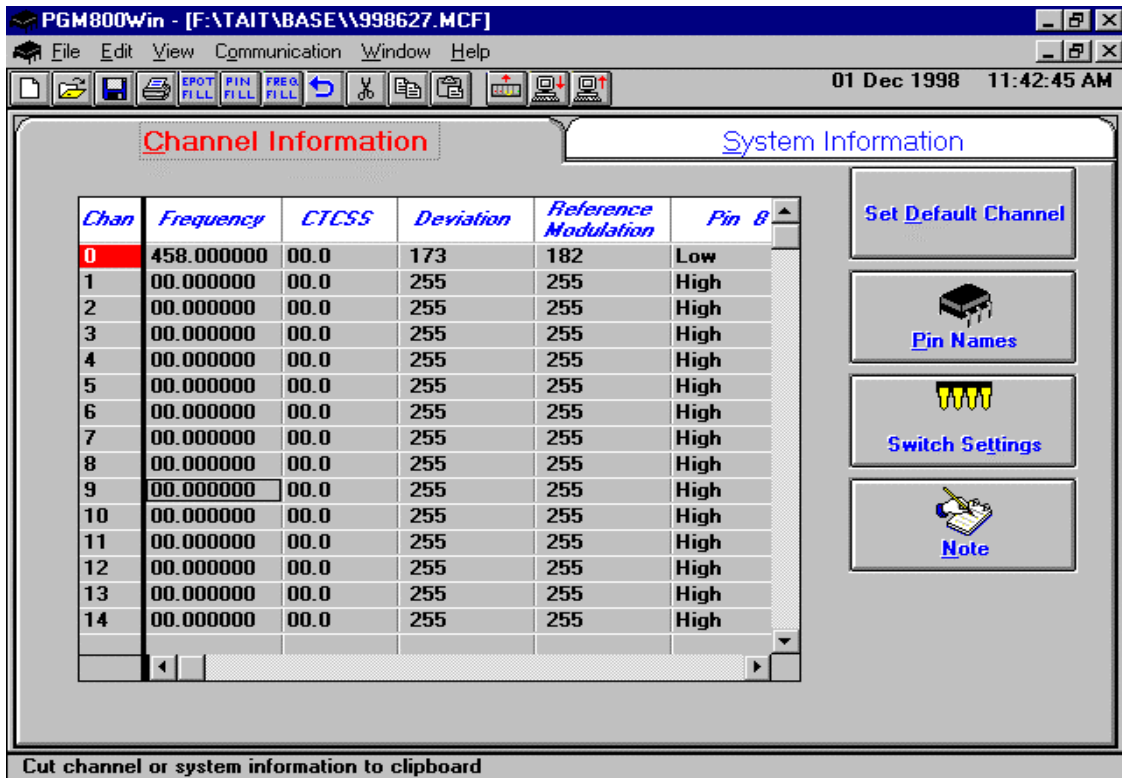 PGM800Win - [F:\TAIT\BASE\\998627.MCF]
File Edit View Communication Window Help
EPOT FILL PIN FILL FREQ FILL 01 Dec 1998 11:42:45 AM
Channel Information System Information
Chan Frequency CTCSS Deviation Reference Modulation Pin 8
0 458.000000 00.0 173 182 Low
1 00.000000 00.0 255 255 High
2 00.000000 00.0 255 255 High
3 00.000000 00.0 255 255 High
4 00.000000 00.0 255 255 High
5 00.000000 00.0 255 255 High
6 00.000000 00.0 255 255 High
7 00.000000 00.0 255 255 High
8 00.000000 00.0 255 255 High
9 00.000000 00.0 255 255 High
10 00.000000 00.0 255 255 High
11 00.000000 00.0 255 255 High
12 00.000000 00.0 255 255 High
13 00.000000 00.0 255 255 High
14 00.000000 00.0 255 255 High
Set Default Channel
Pin Names
Switch Settings
Note
Cut channel or system information to clipboard